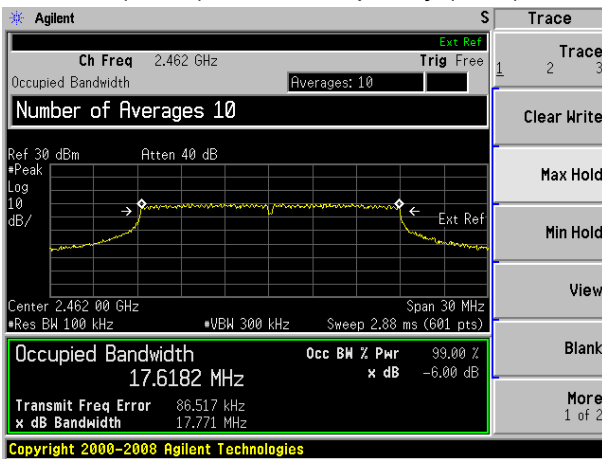 Agilent S Trace
Ext Ref
Ch Freq 2.462 GHz Trig Free
Occupied Bandwidth Averages: 10
Number of Averages 10
Ref 30 dBm Atten 40 dB
#Peak
Log
10
dB/
Ext Ref
Center 2.462 00 GHz Span 30 MHz
#Res BW 100 kHz #VBW 300 kHz Sweep 2.88 ms (601 pts)
Occupied Bandwidth Occ BW % Pwr 99.00 %
17.6182 MHz x dB -6.00 dB
Transmit Freq Error 86.517 kHz
x dB Bandwidth 17.771 MHz
Copyright 2000-2008 Agilent Technologies
Trace
1 2 3
Clear Write
Max Hold
Min Hold
View
Blank
More
1 of 2